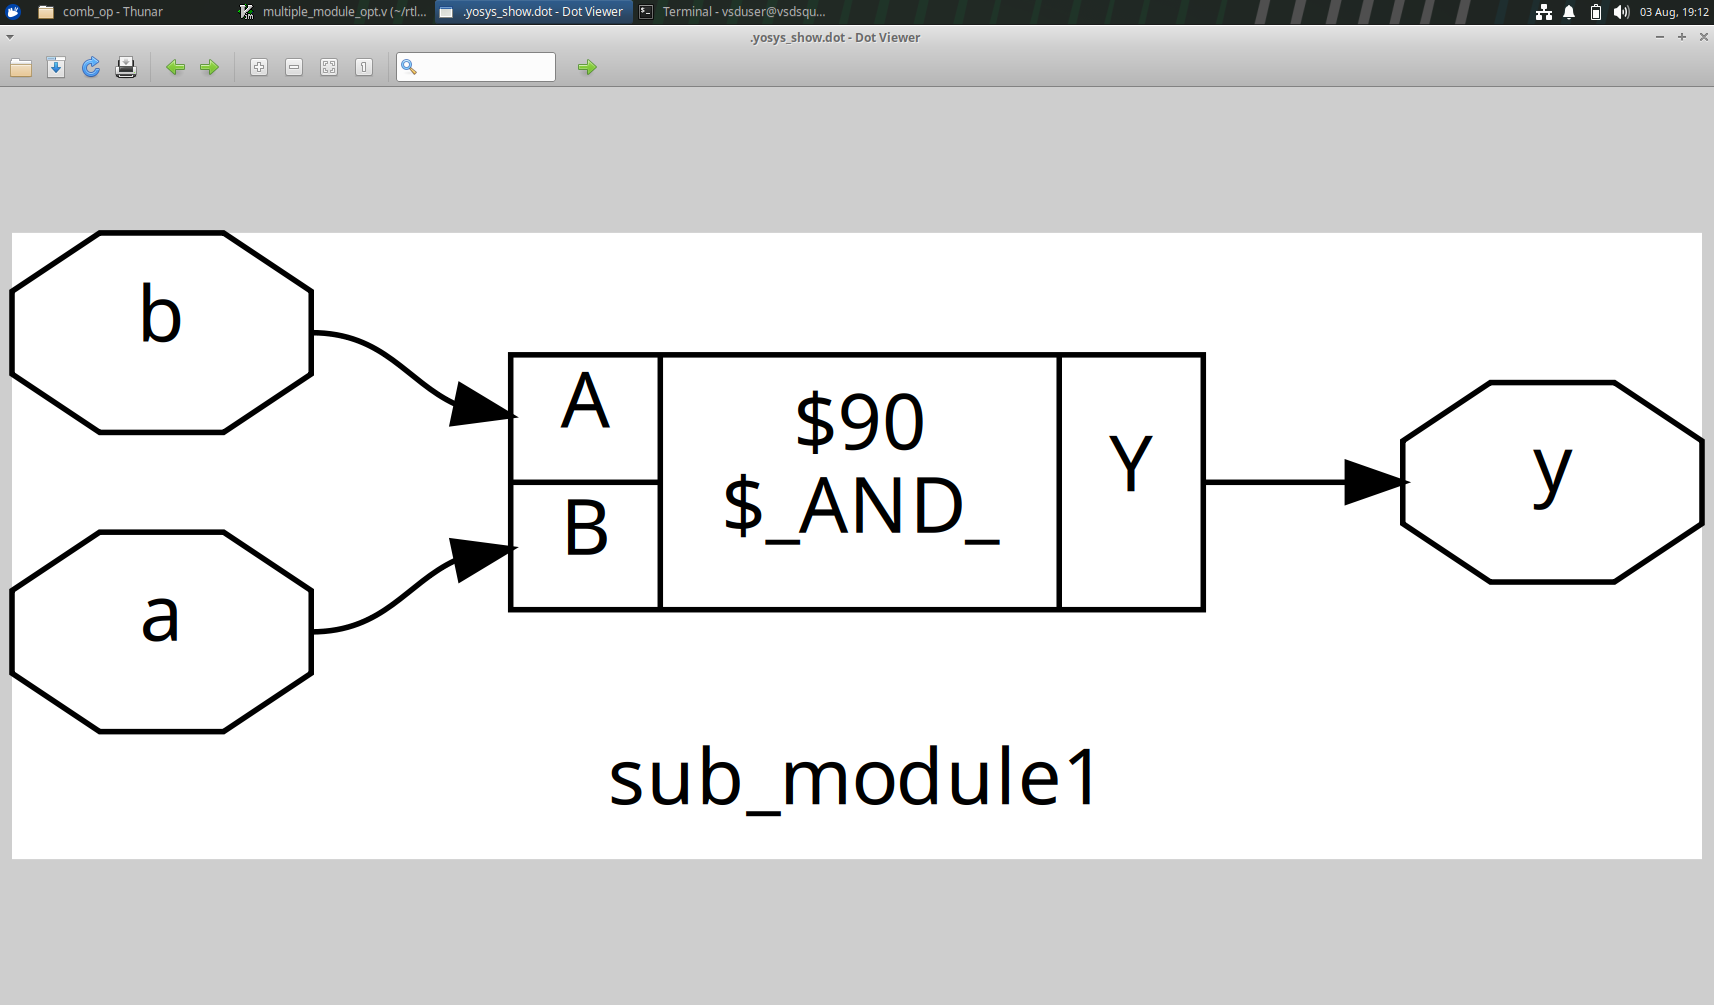 comb_op - Thunar
multiple_module_opt.v (~/rtl...
.yosys_show.dot - Dot Viewer
Terminal - vsduser@vsdsqu...
03 Aug, 19:12
.yosys_show.dot - Dot Viewer
1
b
A
$90
Y
y
B
$_AND_
a
sub_module1